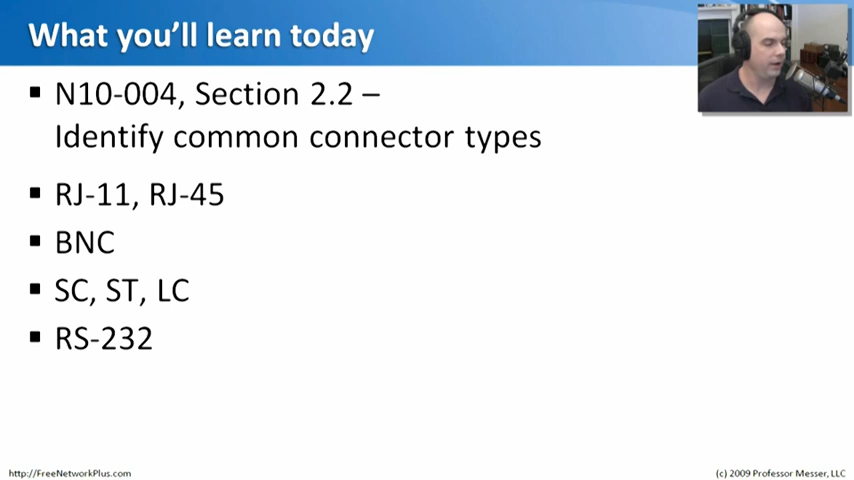 What you'll learn today
▪ N10-004, Section 2.2 –
Identify common connector types
▪ RJ-11, RJ-45
▪ BNC
▪ SC, ST, LC
▪ RS-232
http://FreeNetworkPlus.com
(c) 2009 Professor Messer, LLC